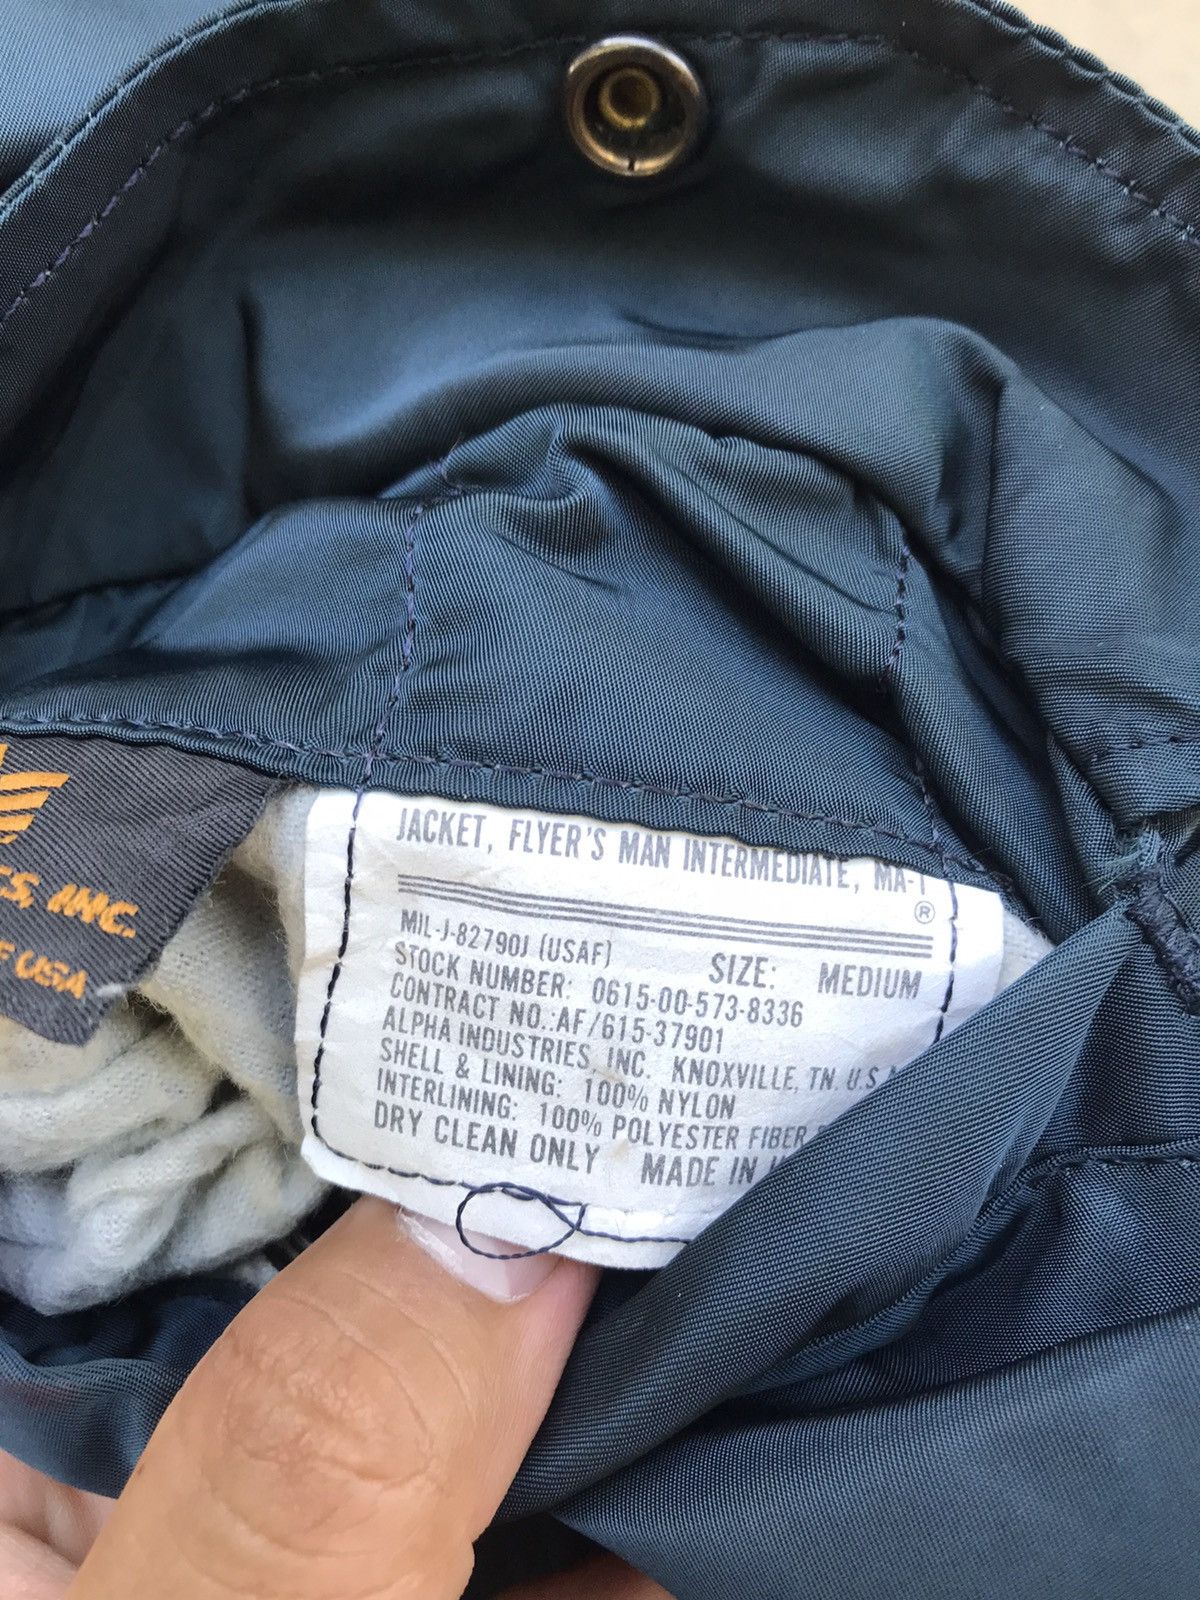 JACKET, FLYER'S MAN INTERMEDIATE, MA-1
®
MIL-J-82790J (USAF) SIZE: MEDIUM
STOCK NUMBER: 0615-00-573-8336
CONTRACT NO.:AF/615-37901
ALPHA INDUSTRIES, INC. KNOXVILLE, TN. U.S.
SHELL & LINING: 100% NYLON
INTERLINING: 100% POLYESTER FIBER
DRY CLEAN ONLY MADE IN
INC.
USA